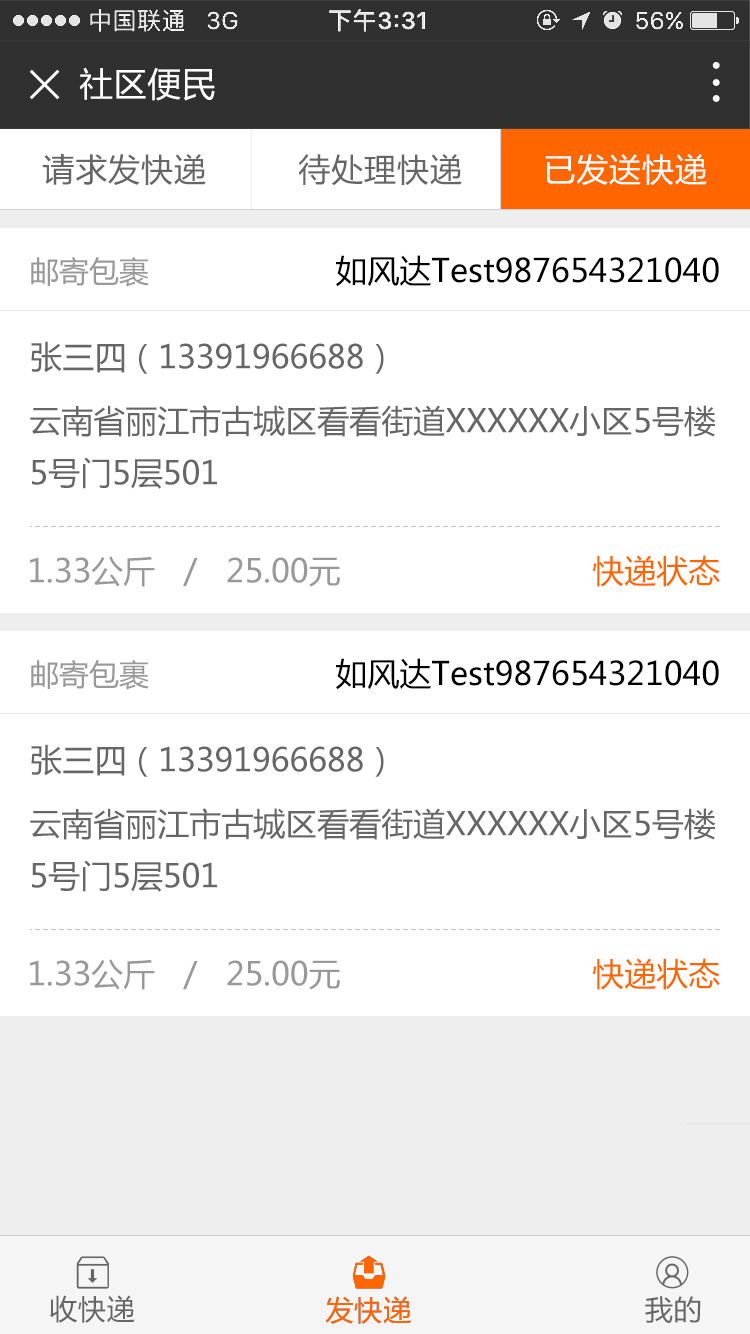 中国联通 3G 下午3:31 56%
社区便民
请求发快递 待处理快递 已发送快递
邮寄包裹 如风达Test987654321040
张三四 ( 13391966688 )
云南省丽江市古城区看看街道XXXXXX小区5号楼
5号门5层501
1.33公斤 / 25.00元 快递状态
邮寄包裹 如风达Test987654321040
张三四 ( 13391966688 )
云南省丽江市古城区看看街道XXXXXX小区5号楼
5号门5层501
1.33公斤 / 25.00元 快递状态
收快递 发快递 我的